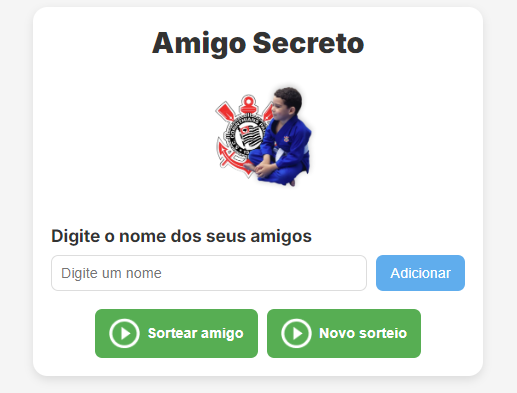 Amigo Secreto
Digite o nome dos seus amigos
Digite um nome
Adicionar
Sortear amigo
Novo sorteio